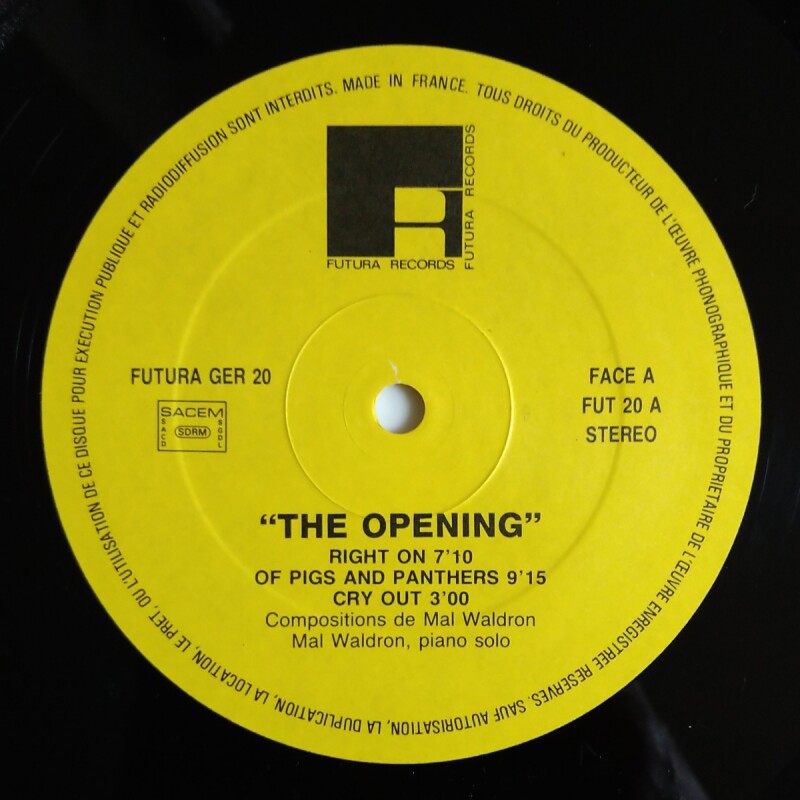 TOUS DROITS DU PRODUCTEUR DE L'ŒUVRE PHONOGRAPHIQUE ET DU PROPRIETAIRE DE L'ŒUVRE ENREGISTREE RESERVES. SAUF AUTORISATION, LA DUPLICATION, LA LOCATION, LE PRET, OU L'UTILISATION DE CE DISQUE POUR EXECUTION PUBLIQUE ET RADIODIFFUSION SONT INTERDITS. MADE IN FRANCE.
FR
FUTURA RECORDS
FUTURA RECORDS
FUTURA GER 20
SACEM
SACD
SDRM
SGDL
FACE A
FUT 20 A
STEREO
“THE OPENING”
RIGHT ON 7'10
OF PIGS AND PANTHERS 9'15
CRY OUT 3'00
Compositions de Mal Waldron
Mal Waldron, piano solo